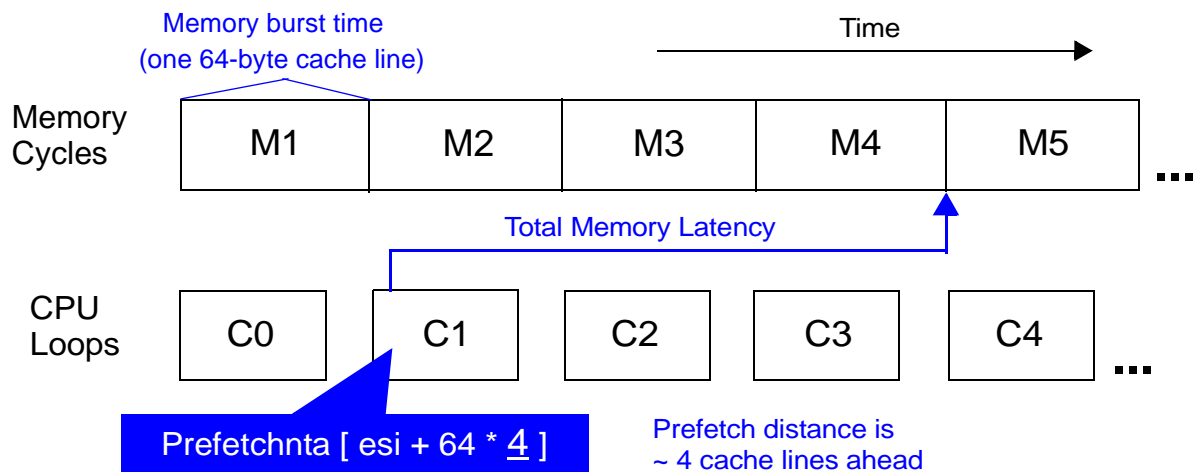 Memory burst time
(one 64-byte cache line)
Time
Memory
Cycles
M1 M2 M3 M4 M5 ...
Total Memory Latency
CPU
Loops
C0 C1 C2 C3 C4 ...
Prefetchnta [ esi + 64 * 4 ]
Prefetch distance is
~ 4 cache lines ahead